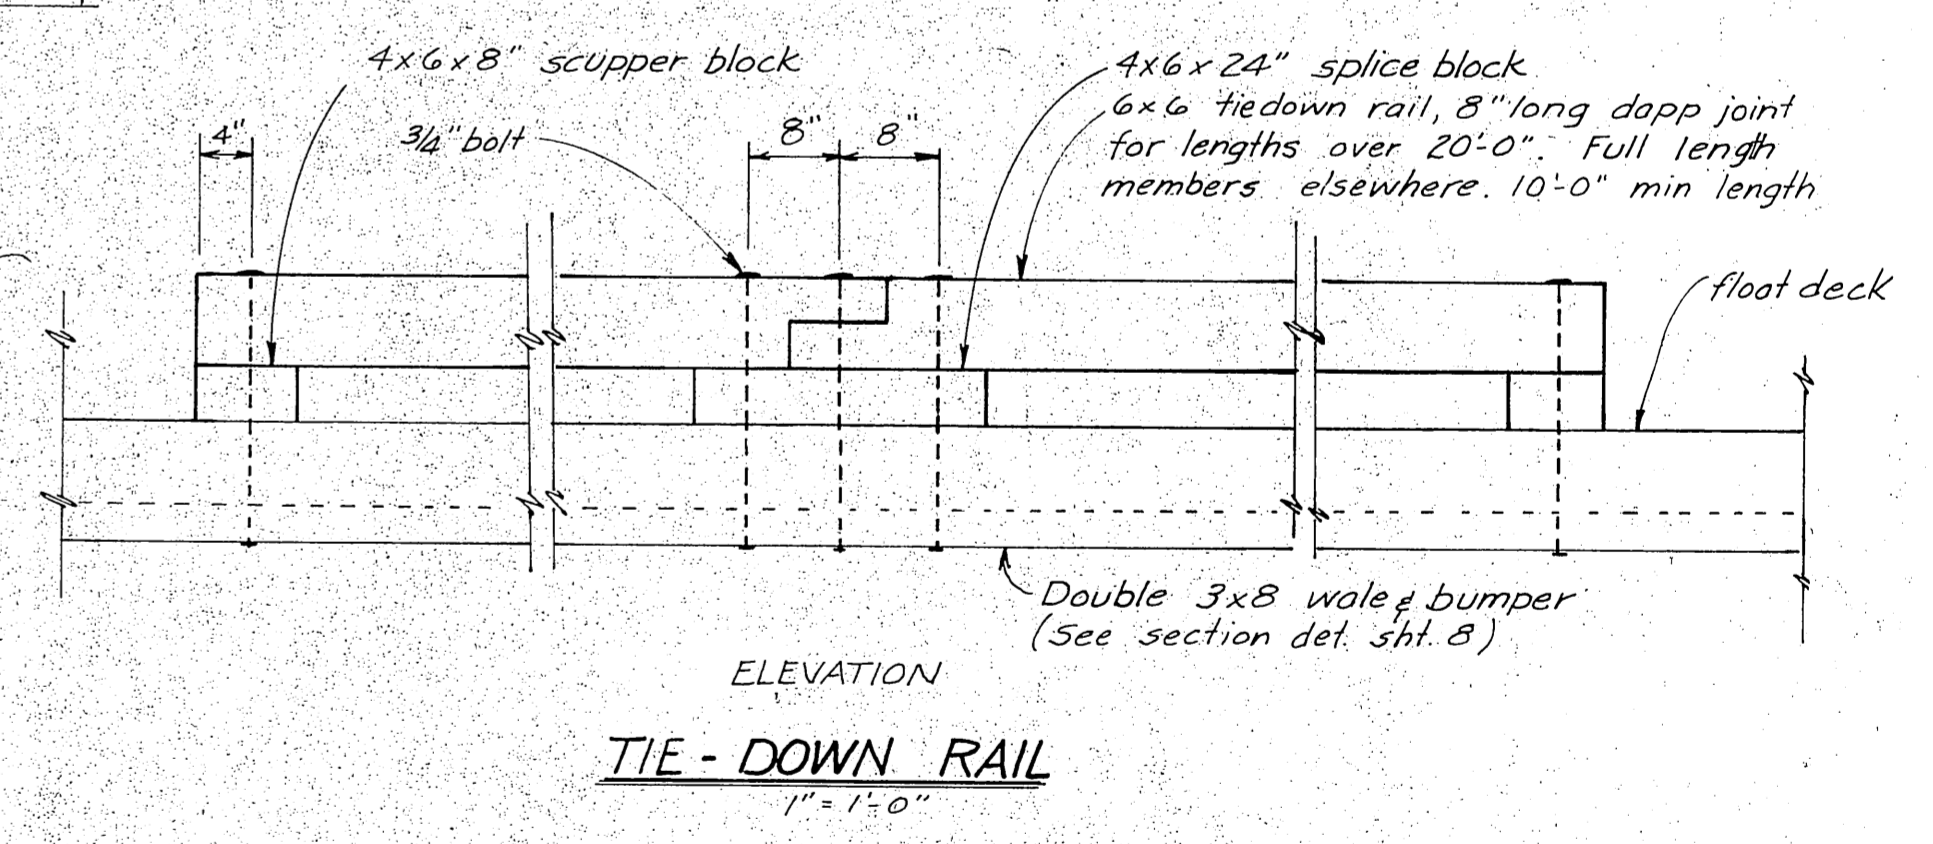 4x6x8" scupper block
4"
3/4" bolt
8"
8"
4x6x24" splice block
6x6 tiedown rail, 8" long dapp joint
for lengths over 20'-0". Full length
members elsewhere. 10'-0" min length
float deck
Double 3x8 wale & bumper
(See section det. sht. 8)
ELEVATION
TIE-DOWN RAIL
1" = 1'-0"